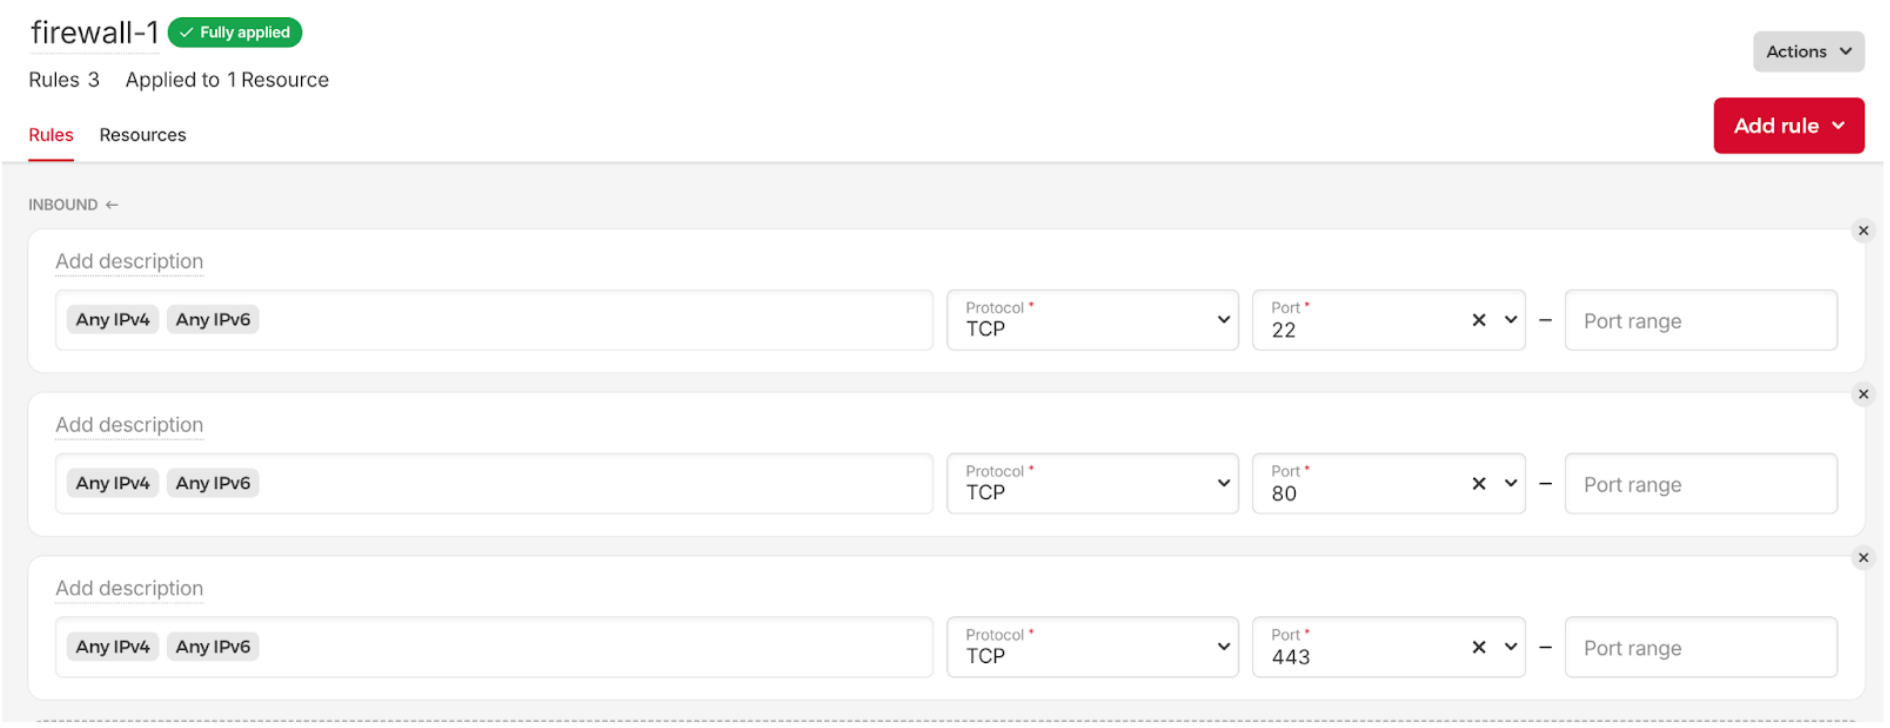 firewall-1 Fully applied
Actions
Rules 3 Applied to 1 Resource
Rules Resources
Add rule
INBOUND ←
Add description
Any IPv4 Any IPv6
Protocol *
TCP
Port *
22
–
Port range
Add description
Any IPv4 Any IPv6
Protocol *
TCP
Port *
80
–
Port range
Add description
Any IPv4 Any IPv6
Protocol *
TCP
Port *
443
–
Port range